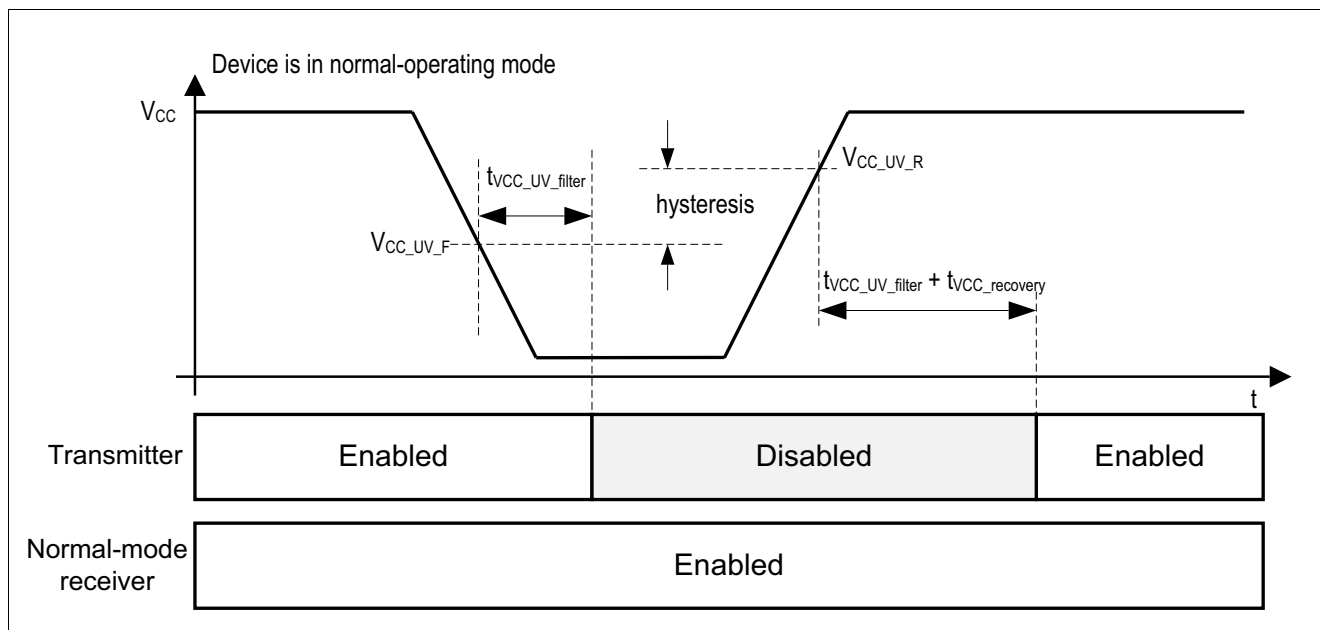 Device is in normal-operating mode
VCC
VCC_UV_R
tVCC_UV_filter
hysteresis
VCC_UV_F
tVCC_UV_filter + tVCC_recovery
t
Transmitter
Enabled
Disabled
Enabled
Normal-mode
receiver
Enabled